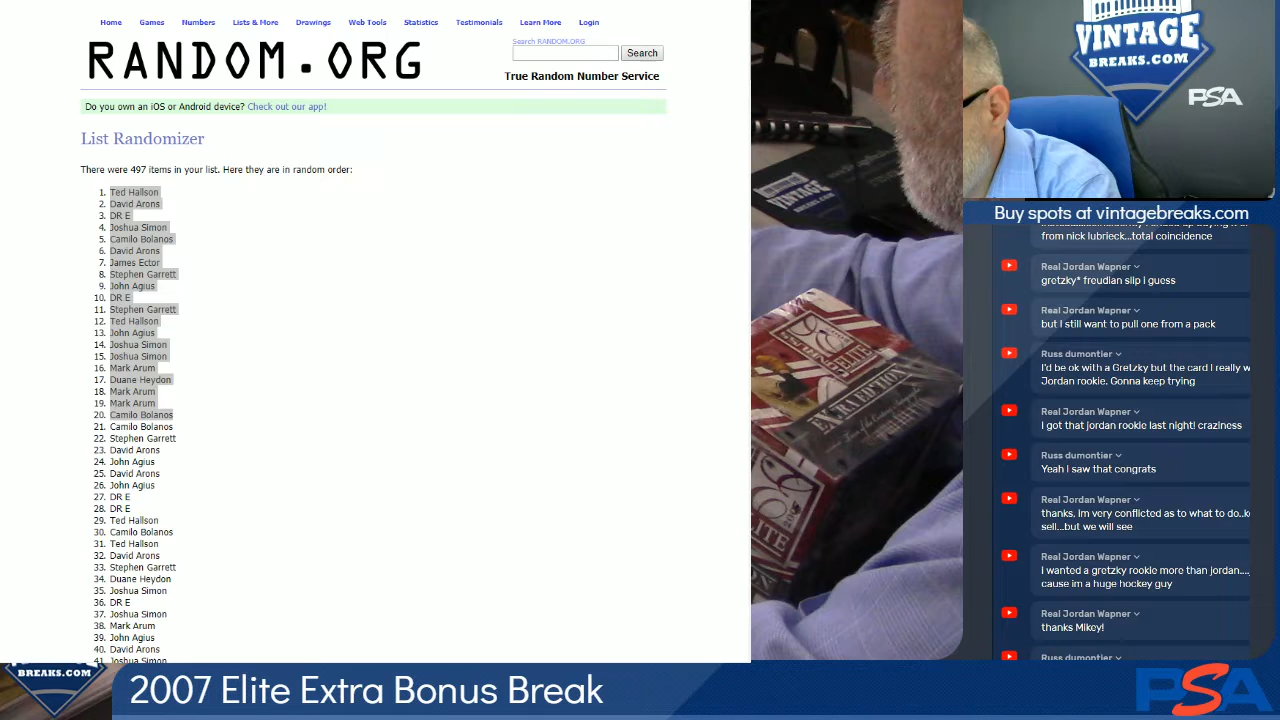 Home Games Numbers Lists & More Drawings Web Tools Statistics Testimonials Learn More Login
RANDOM.ORG
Search RANDOM.ORG
Search
True Random Number Service
Do you own an iOS or Android device? Check out our app!
List Randomizer
There were 497 items in your list. Here they are in random order:
1. Ted Hallson
2. David Arons
3. DR E
4. Joshua Simon
5. Camilo Bolanos
6. David Arons
7. James Ector
8. Stephen Garrett
9. John Agius
10. DR E
11. Stephen Garrett
12. Ted Hallson
13. John Agius
14. Joshua Simon
15. Joshua Simon
16. Mark Arum
17. Duane Heydon
18. Mark Arum
19. Mark Arum
20. Camilo Bolanos
21. Camilo Bolanos
22. Stephen Garrett
23. David Arons
24. John Agius
25. David Arons
26. John Agius
27. DR E
28. DR E
29. Ted Hallson
30. Camilo Bolanos
31. Ted Hallson
32. David Arons
33. Stephen Garrett
34. Duane Heydon
35. Joshua Simon
36. DR E
37. Joshua Simon
38. Mark Arum
39. John Agius
40. David Arons
41. Joshua Simon
ELITE
EXTRA EDITION
VINTAGE
BREAKS.COM
PSA
Buy spots at vintagebreaks.com
from nick lubrieck...total coincidence
Real Jordan Wapner
gretzky* freudian slip i guess
Real Jordan Wapner
but I still want to pull one from a pack
Russ dumontier
I'd be ok with a Gretzky but the card I really w
Jordan rookie. Gonna keep trying
Real Jordan Wapner
I got that jordan rookie last night! craziness
Russ dumontier
Yeah I saw that congrats
Real Jordan Wapner
thanks, im very conflicted as to what to do..ke
sell...but we will see
Real Jordan Wapner
I wanted a gretzky rookie more than jordan....
cause im a huge hockey guy
Real Jordan Wapner
thanks Mikey!
Russ dumontier
BREAKS.COM
2007 Elite Extra Bonus Break
PSA